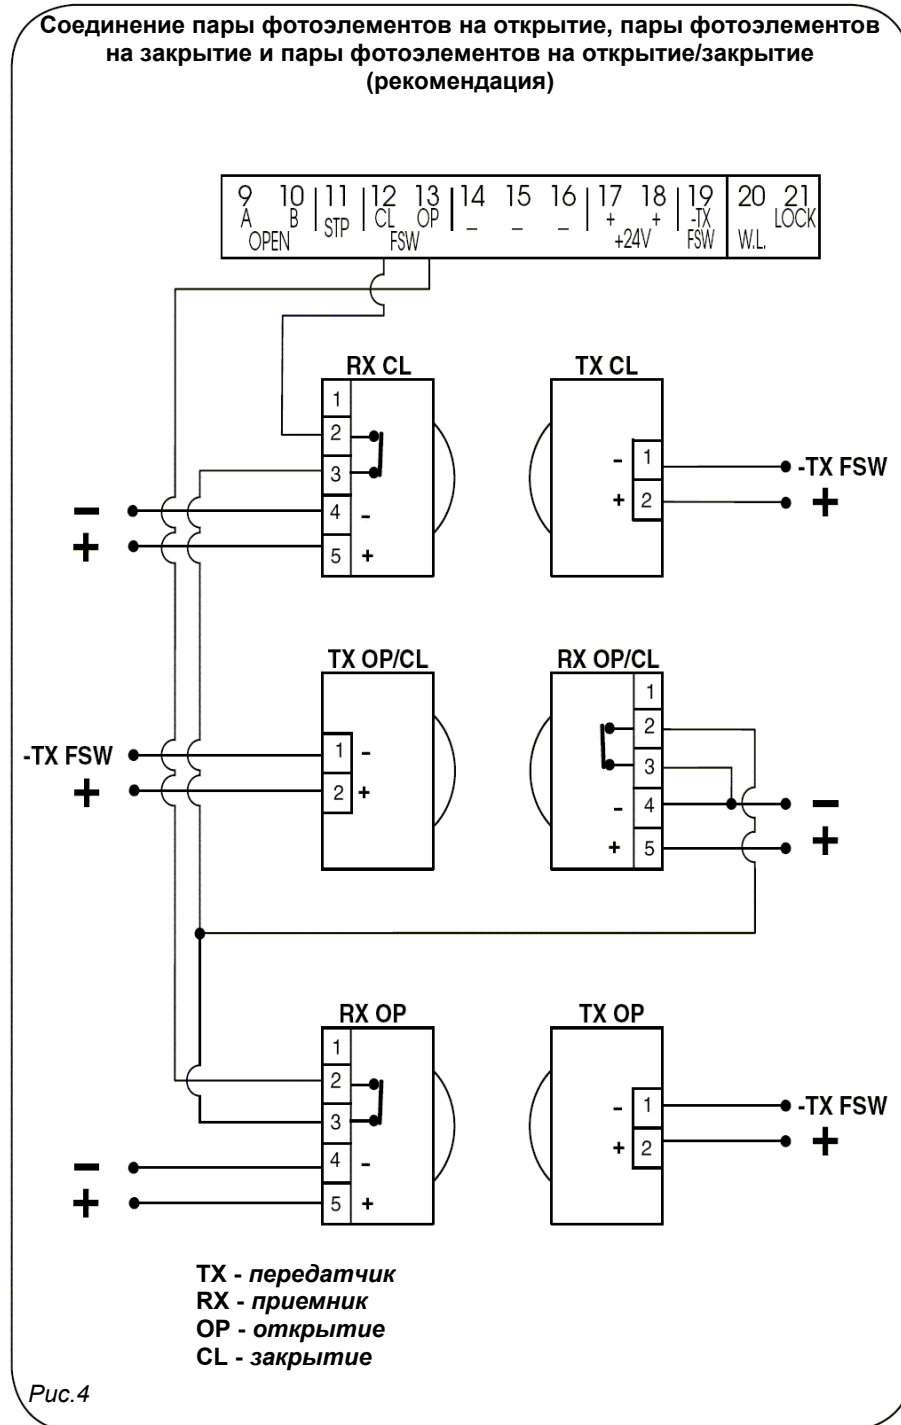 Соединение пары фотоэлементов на открытие, пары фотоэлементов
на закрытие и пары фотоэлементов на открытие/закрытие
(рекомендация)
9 10 11 12 13 14 15 16 17 18 19 20 21
A B STP CL OP _ _ _ + + -TX W.L. LOCK
OPEN FSW +24V FSW
RX CL TX CL
1
2
3
4 -
5 +
- 1 -TX FSW
+ 2 +
−
+
TX OP/CL RX OP/CL
-TX FSW 1 -
+ 2 +
1
2
3
- 4 −
+ 5 +
RX OP TX OP
1
2
3
− 4 -
+ 5 +
- 1 -TX FSW
+ 2 +
TX - передатчик
RX - приемник
OP - открытие
CL - закрытие
Рис.4